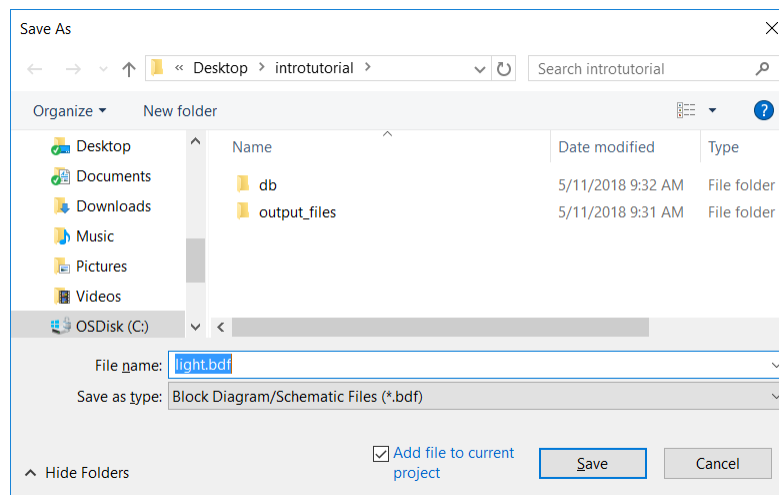 Save As
« Desktop > introtutorial >
Search introtutorial
Organize
New folder
?
Name Date modified Type
Desktop
Documents
Downloads
Music
Pictures
Videos
OSDisk (C:)
db 5/11/2018 9:32 AM File folder
output_files 5/11/2018 9:31 AM File folder
File name: light.bdf
Save as type: Block Diagram/Schematic Files (*.bdf)
Hide Folders
Add file to current
project
Save
Cancel